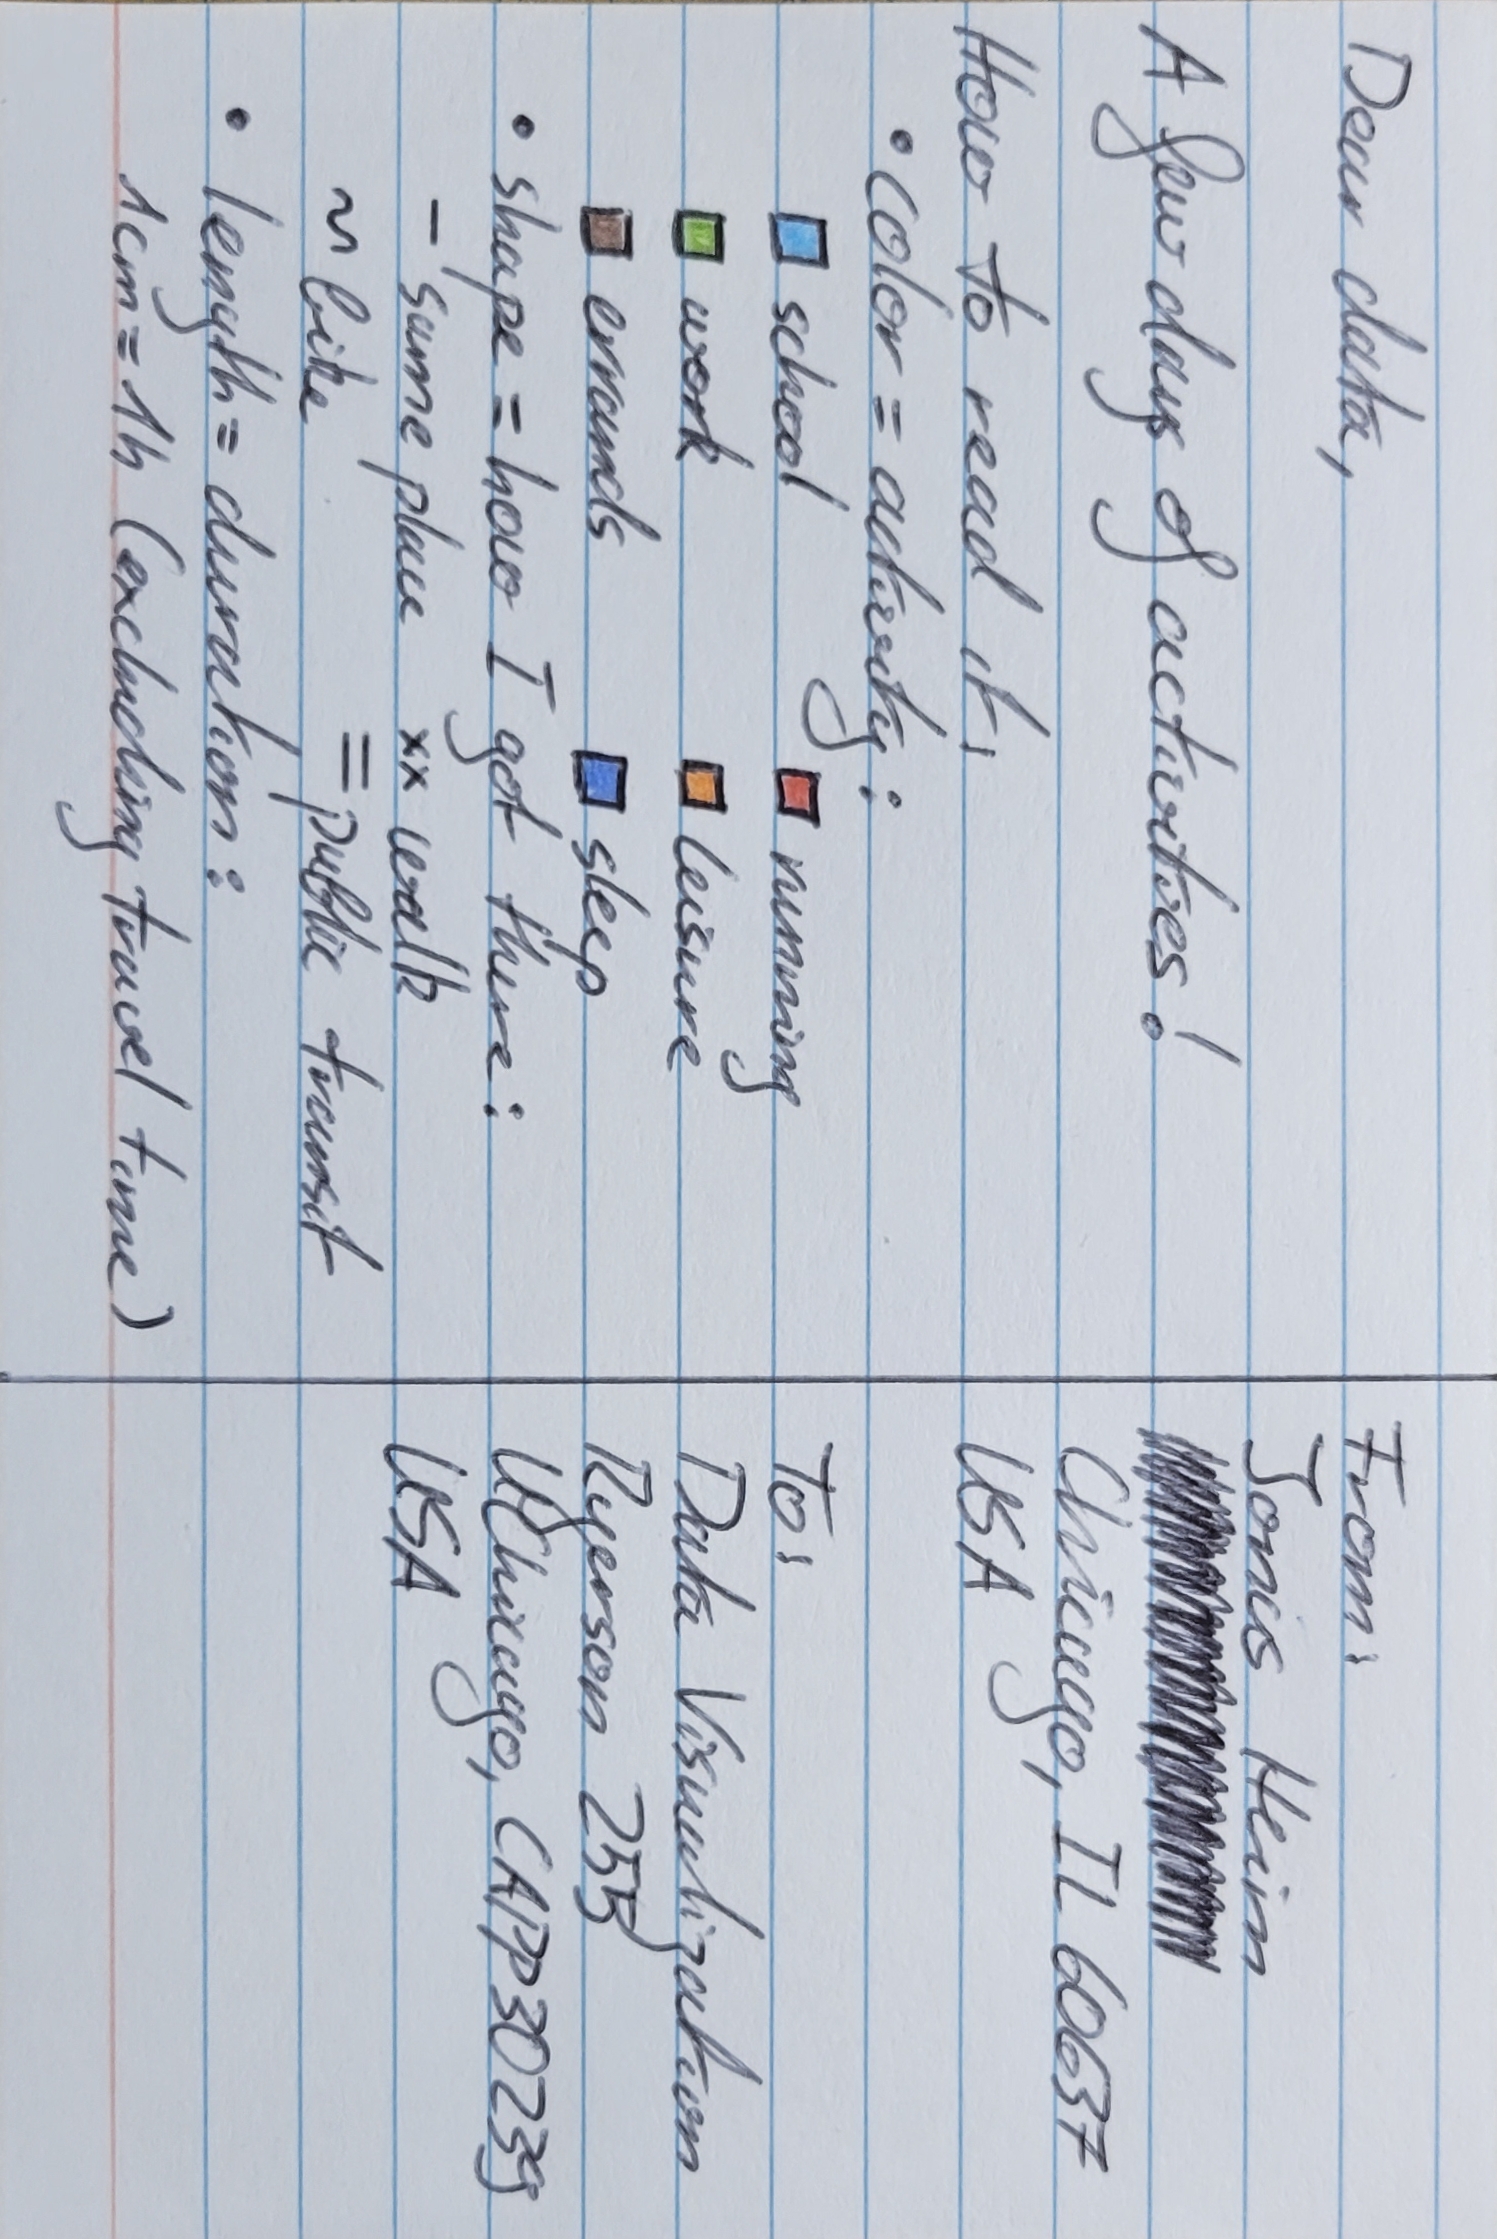 Dear data,
A few days of activities!
How to read it:
• color = activity:
school
running
work
leisure
errands
sleep
• shape = how I got there:
– same place
xx walk
~ bike
= public transit
• length = duration:
1cm = 1h (excluding travel time)
From:
Jonas Heim
Chicago, IL 60637
USA
To:
Data Visualization
Ryerson 255
UChicago, CAPP30239
USA